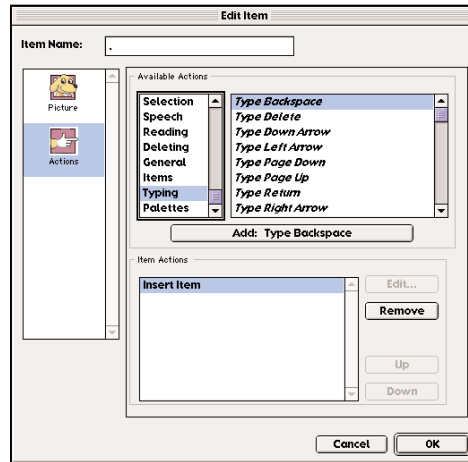 Edit Item
Item Name:
.
Picture
Actions
Available Actions
Selection
Speech
Reading
Deleting
General
Items
Typing
Palettes
Type Backspace
Type Delete
Type Down Arrow
Type Left Arrow
Type Page Down
Type Page Up
Type Return
Type Right Arrow
Add: Type Backspace
Item Actions
Insert Item
Edit...
Remove
Up
Down
Cancel
OK